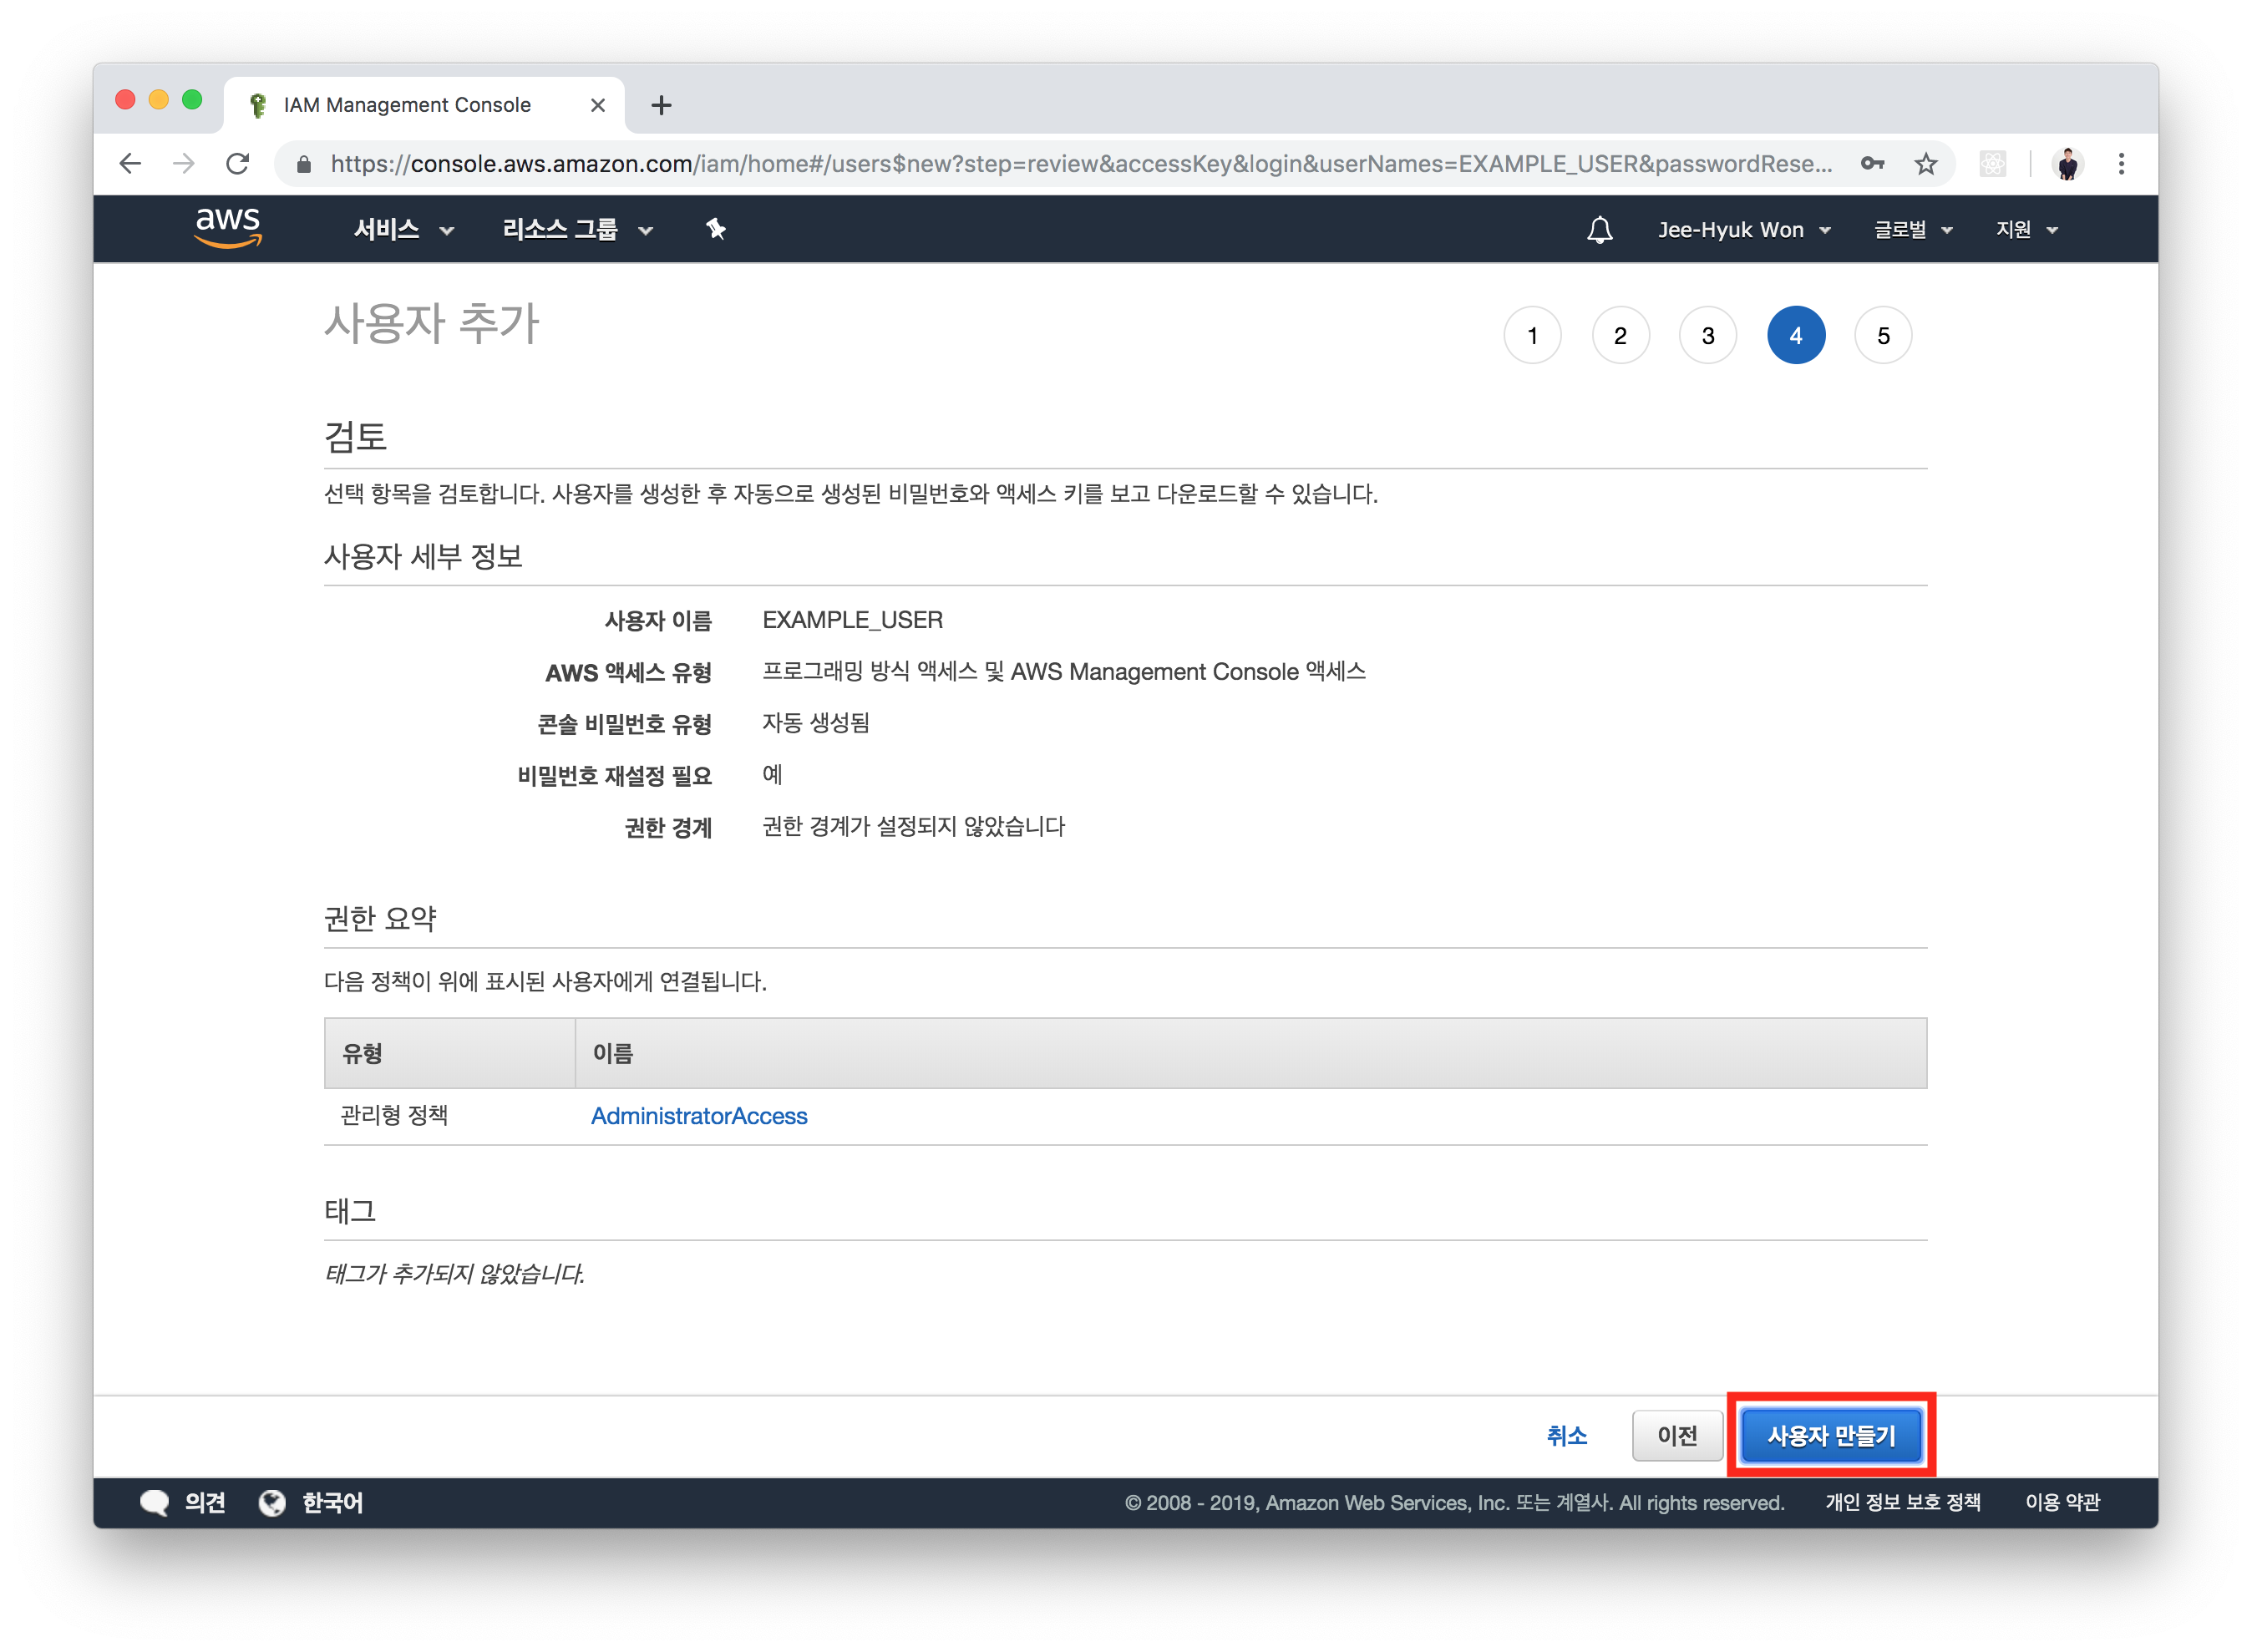 IAM Management Console
https://console.aws.amazon.com/iam/home#/users$new?step=review&accessKey&login&userNames=EXAMPLE_USER&passwordRese...
aws 서비스 리소스 그룹 Jee-Hyuk Won 글로벌 지원
사용자 추가 1 2 3 4 5
검토
선택 항목을 검토합니다. 사용자를 생성한 후 자동으로 생성된 비밀번호와 액세스 키를 보고 다운로드할 수 있습니다.
사용자 세부 정보
사용자 이름 EXAMPLE_USER
AWS 액세스 유형 프로그래밍 방식 액세스 및 AWS Management Console 액세스
콘솔 비밀번호 유형 자동 생성됨
비밀번호 재설정 필요 예
권한 경계 권한 경계가 설정되지 않았습니다
권한 요약
다음 정책이 위에 표시된 사용자에게 연결됩니다.
유형 이름
관리형 정책 AdministratorAccess
태그
태그가 추가되지 않았습니다.
취소 이전 사용자 만들기
의견 한국어 © 2008 - 2019, Amazon Web Services, Inc. 또는 계열사. All rights reserved. 개인 정보 보호 정책 이용 약관